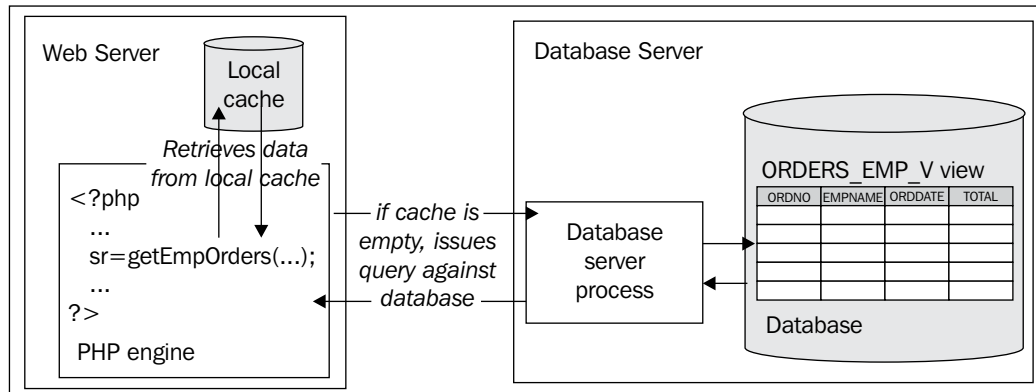 Web Server
Local
cache
Retrieves data
from local cache
<?php
...
sr=getEmpOrders(...);
...
?>
PHP engine
if cache is
empty, issues
query against
database
Database Server
Database
server
process
ORDERS_EMP_V view
ORDNO EMPNAME ORDDATE TOTAL
Database